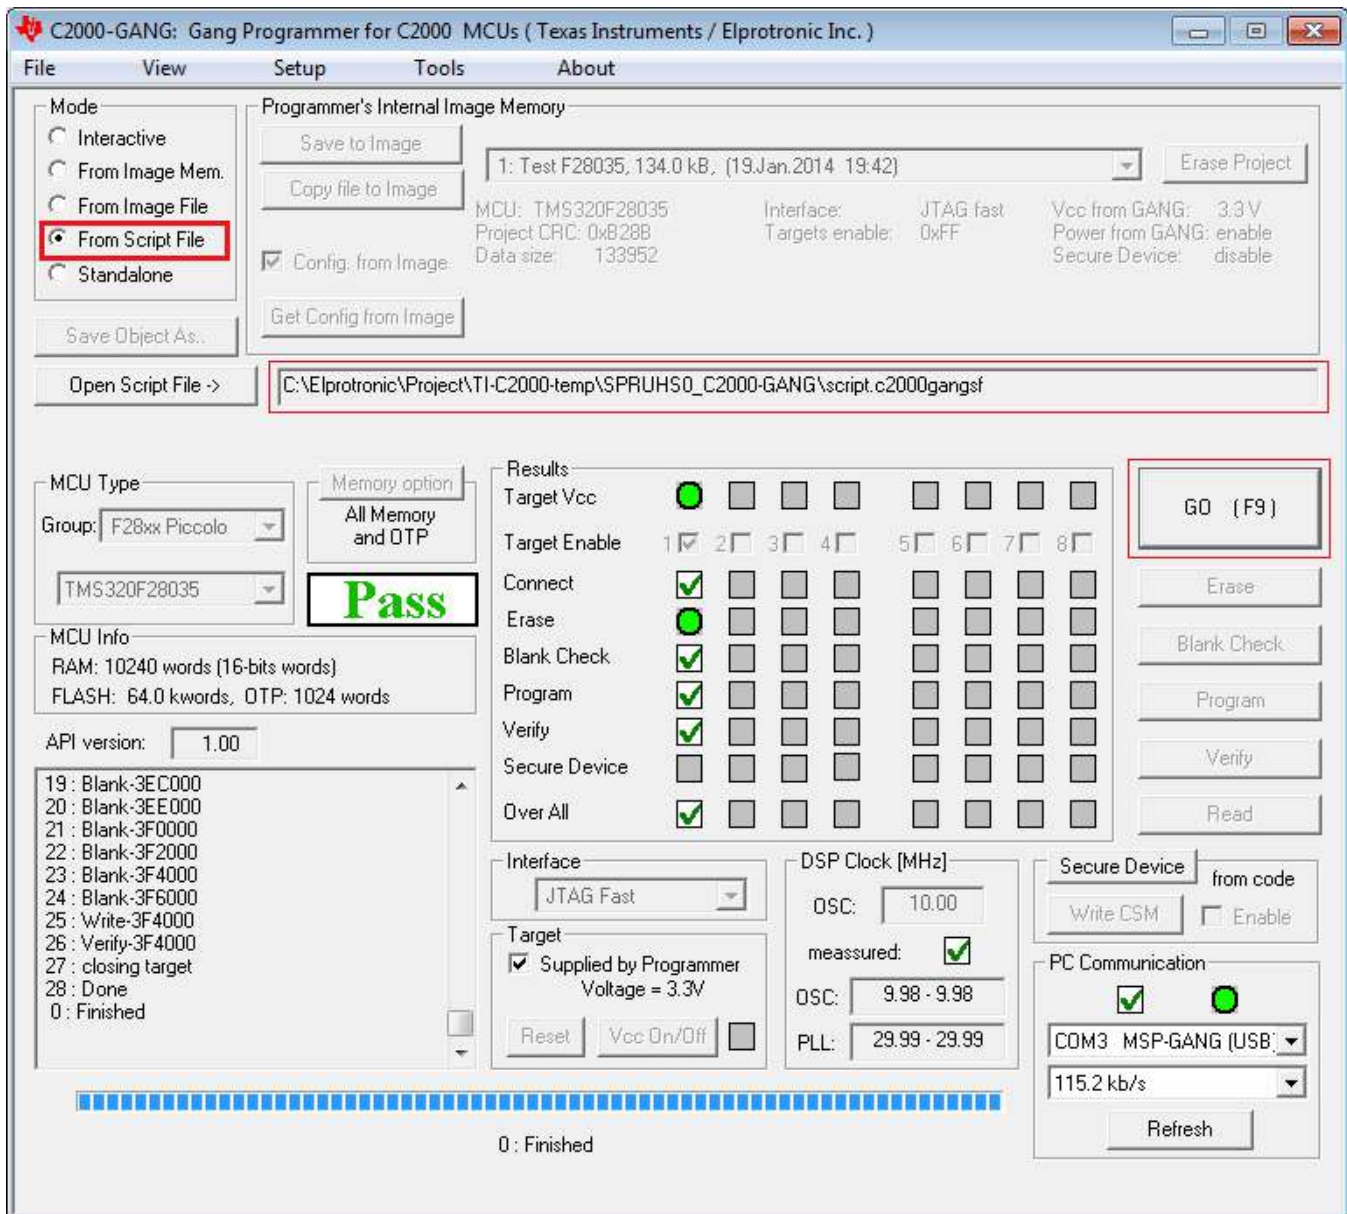 C2000-GANG: Gang Programmer for C2000 MCUs ( Texas Instruments / Elprotronic Inc. )
File View Setup Tools About
Mode
Interactive
From Image Mem.
From Image File
From Script File
Standalone
Save Object As..
Programmer's Internal Image Memory
Save to Image
Copy file to Image
1: Test F28035, 134.0 kB, (19.Jan.2014 19:42)
Erase Project
MCU: TMS320F28035 Interface: JTAG fast Vcc from GANG: 3.3 V
Project CRC: 0xB28B Targets enable: 0xFF Power from GANG: enable
Data size: 133952 Secure Device: disable
Config. from Image
Get Config from Image
Open Script File ->
C:\Elprotronic\Project\TI-C2000-temp\SPRUHS0_C2000-GANG\script.c2000gangsf
MCU Type
Group: F28xx Piccolo
TMS320F28035
Memory option
All Memory
and OTP
Pass
MCU Info
RAM: 10240 words (16-bits words)
FLASH: 64.0 kwords, OTP: 1024 words
API version: 1.00
19 : Blank-3EC000
20 : Blank-3EE000
21 : Blank-3F0000
22 : Blank-3F2000
23 : Blank-3F4000
24 : Blank-3F6000
25 : Write-3F4000
26 : Verify-3F4000
27 : closing target
28 : Done
0 : Finished
Results
Target Vcc
Target Enable 1 2 3 4 5 6 7 8
Connect
Erase
Blank Check
Program
Verify
Secure Device
Over All
GO (F9)
Erase
Blank Check
Program
Verify
Read
Interface
JTAG Fast
Target
Supplied by Programmer
Voltage = 3.3V
Reset Vcc On/Off
DSP Clock [MHz]
OSC: 10.00
meassured:
OSC: 9.98 - 9.98
PLL: 29.99 - 29.99
Secure Device from code
Write CSM Enable
PC Communication
COM3 MSP-GANG (USB)
115.2 kb/s
Refresh
0 : Finished